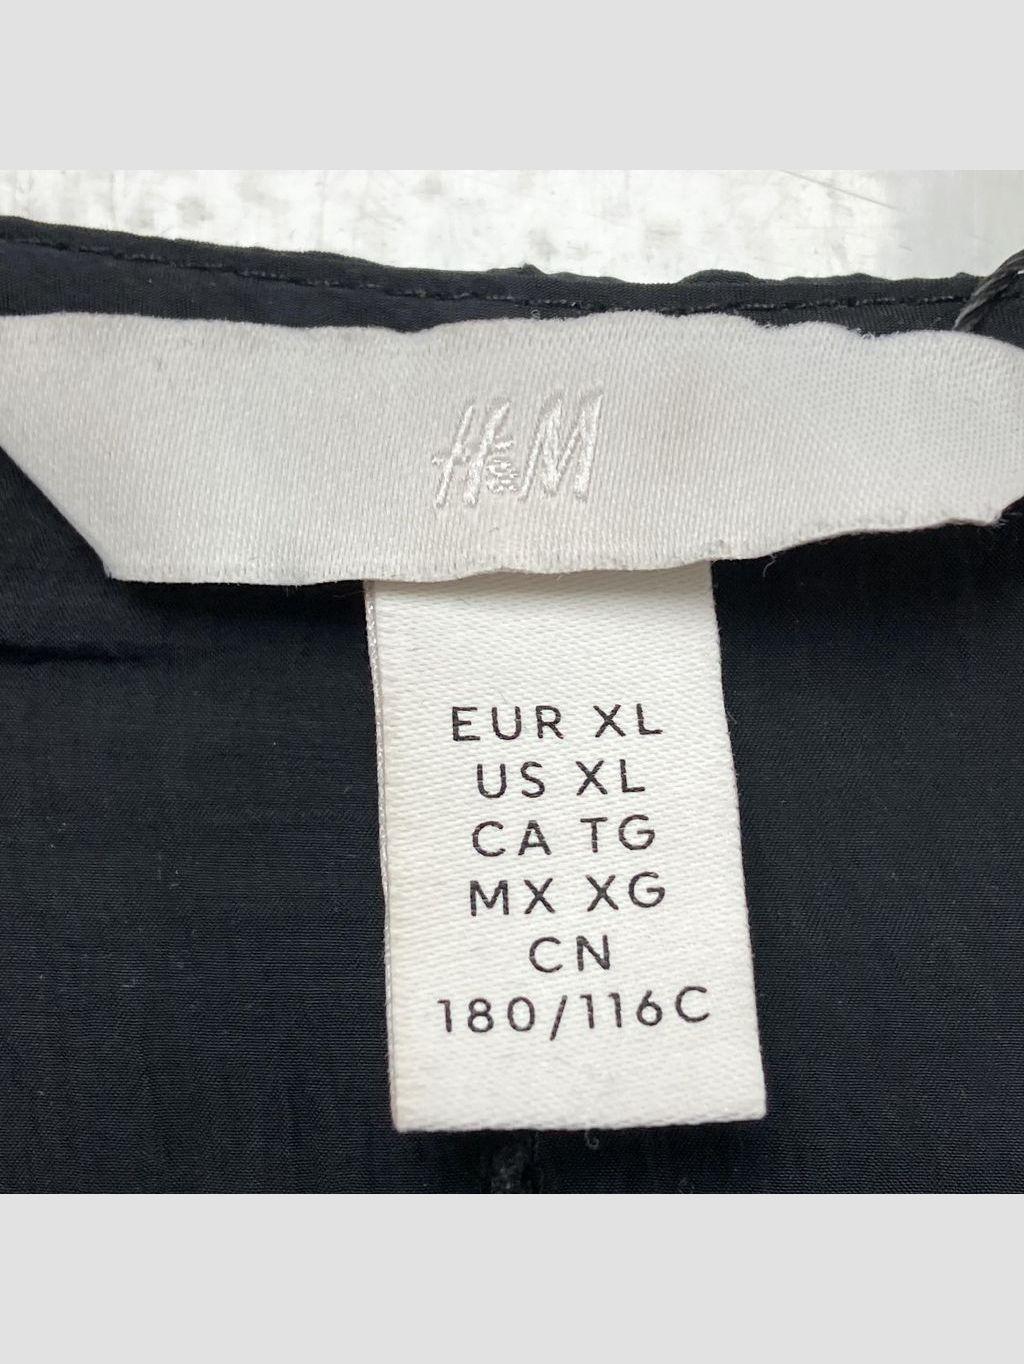 H&M
EUR XL
US XL
CA TG
MX XG
CN
180/116C